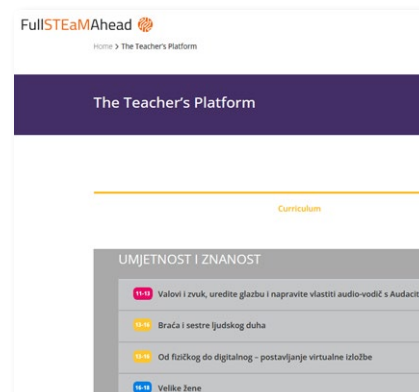 FullSTEaMAhead
Home > The Teacher's Platform
The Teacher's Platform
Curriculum
UMJETNOST I ZNANOST
11-13 Valovi i zvuk, uredite glazbu i napravite vlastiti audio-vodič s Audacit
13-16 Braća i sestre ljudskog duha
13-16 Od fizičkog do digitalnog – postavljanje virtualne izložbe
16-18 Velike žene